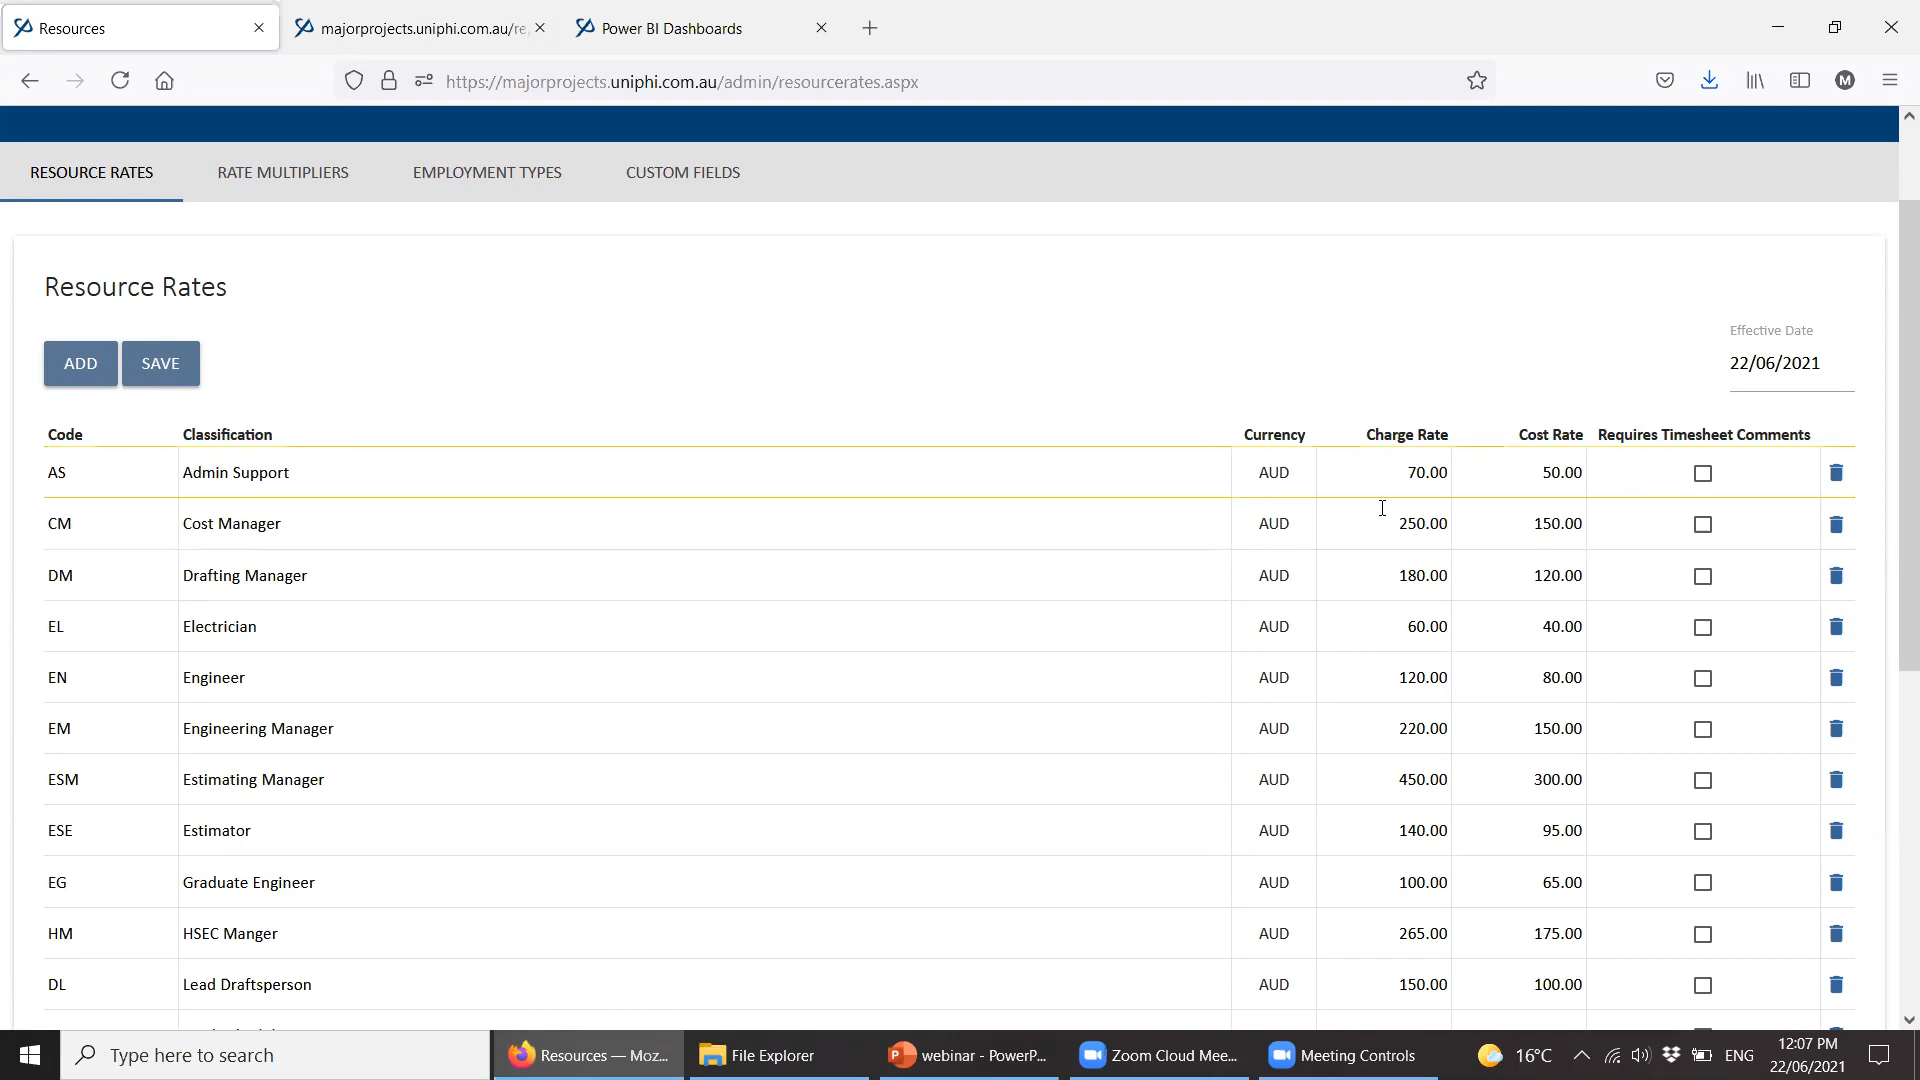 Resources
majorprojects.uniphi.com.au/re
Power BI Dashboards
https://majorprojects.uniphi.com.au/admin/resourcerates.aspx
M
RESOURCE RATES
RATE MULTIPLIERS
EMPLOYMENT TYPES
CUSTOM FIELDS
Resource Rates
ADD
SAVE
Effective Date
22/06/2021
Code Classification Currency Charge Rate Cost Rate Requires Timesheet Comments
AS Admin Support AUD 70.00 50.00
CM Cost Manager AUD 250.00 150.00
DM Drafting Manager AUD 180.00 120.00
EL Electrician AUD 60.00 40.00
EN Engineer AUD 120.00 80.00
EM Engineering Manager AUD 220.00 150.00
ESM Estimating Manager AUD 450.00 300.00
ESE Estimator AUD 140.00 95.00
EG Graduate Engineer AUD 100.00 65.00
HM HSEC Manger AUD 265.00 175.00
DL Lead Draftsperson AUD 150.00 100.00
Type here to search
Resources — Moz...
File Explorer
webinar - PowerP...
Zoom Cloud Mee...
Meeting Controls
16°C
ENG
12:07 PM
22/06/2021